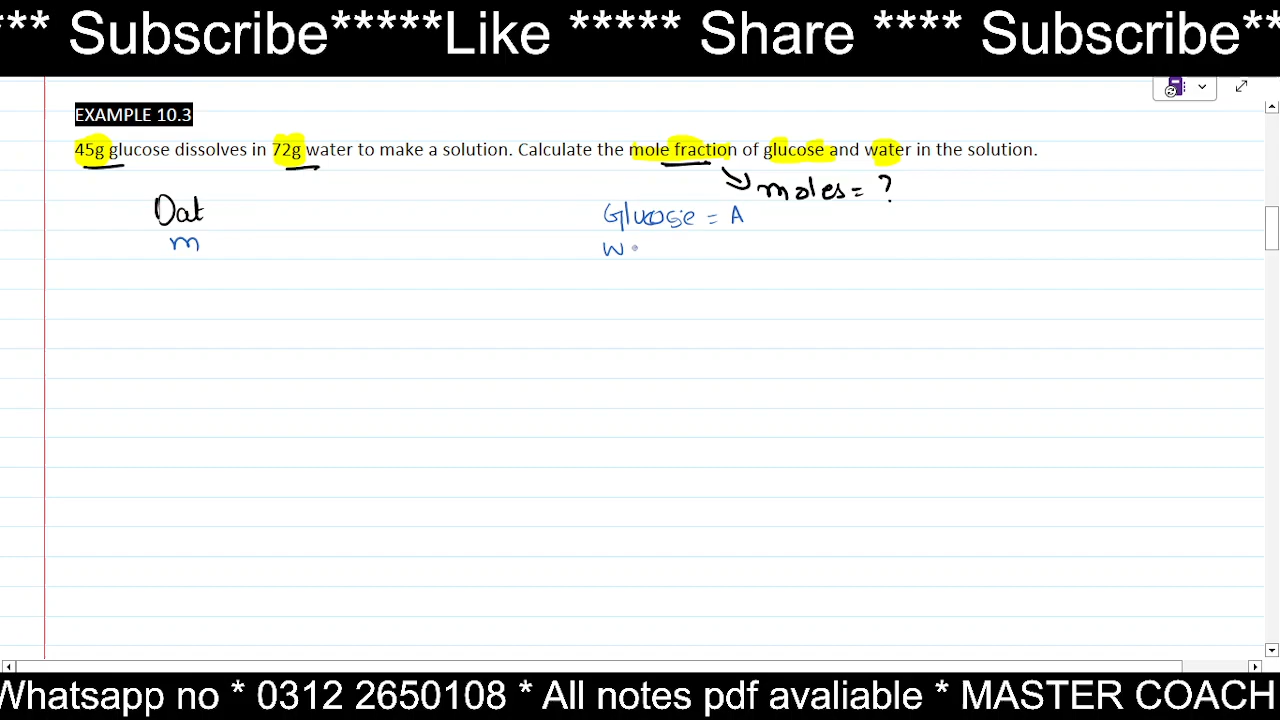 *** Subscribe*****Like ***** Share **** Subscribe**
EXAMPLE 10.3
45g glucose dissolves in 72g water to make a solution. Calculate the mole fraction of glucose and water in the solution.
moles = ?
Dat
Glucose = A
m
W
Whatsapp no * 0312 2650108 * All notes pdf avaliable * MASTER COACH